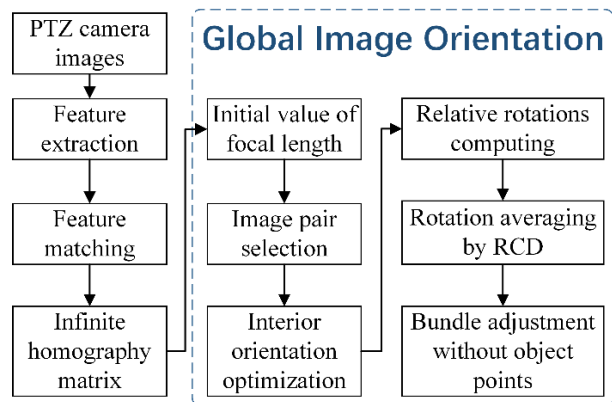 PTZ camera
images
Feature
extraction
Feature
matching
Infinite
homography
matrix
Global Image Orientation
Initial value of
focal length
Image pair
selection
Interior
orientation
optimization
Relative rotations
computing
Rotation averaging
by RCD
Bundle adjustment
without object
points